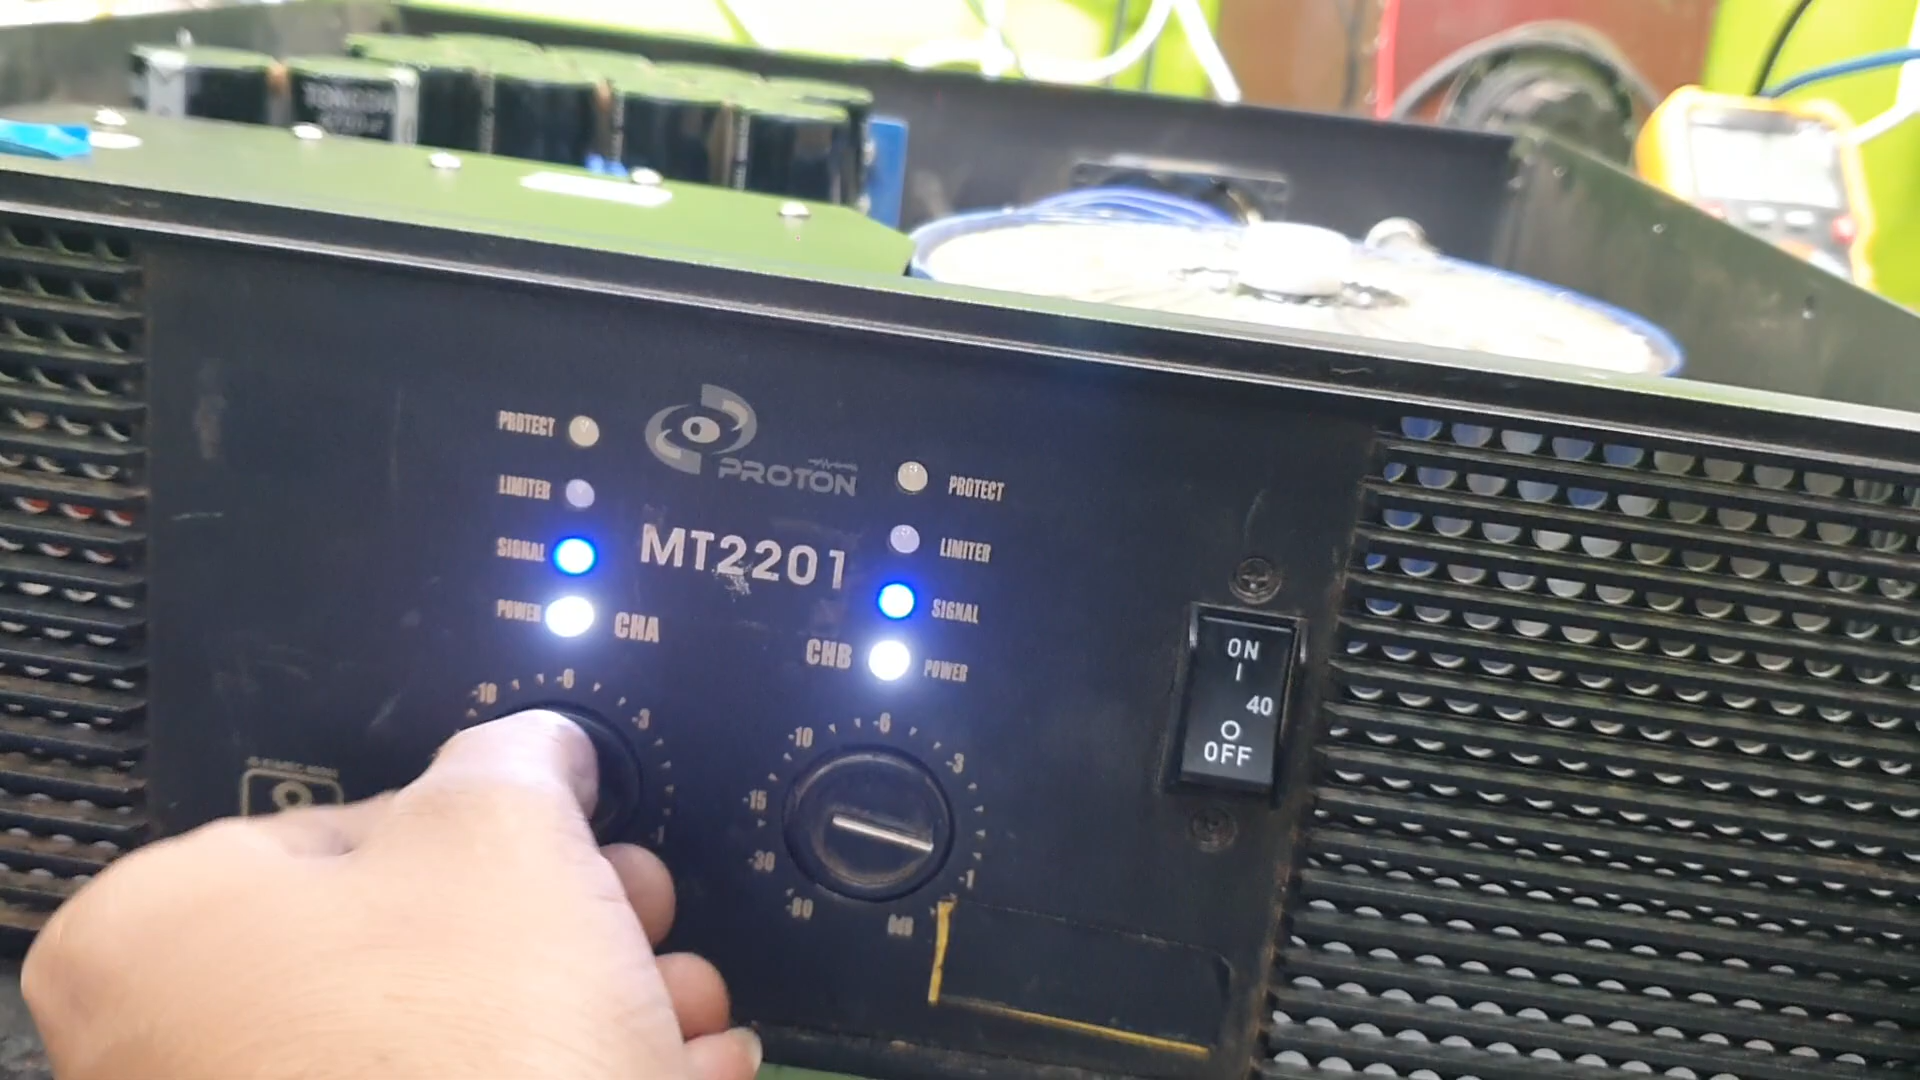 PROTECT
LIMITER
SIGNAL
POWER
CHA
PROTON
MT2201
PROTECT
LIMITER
SIGNAL
CHB
POWER
-10
-6
-3
-10
-6
-3
-15
-1
-30
-80
0dB
ON
40
OFF